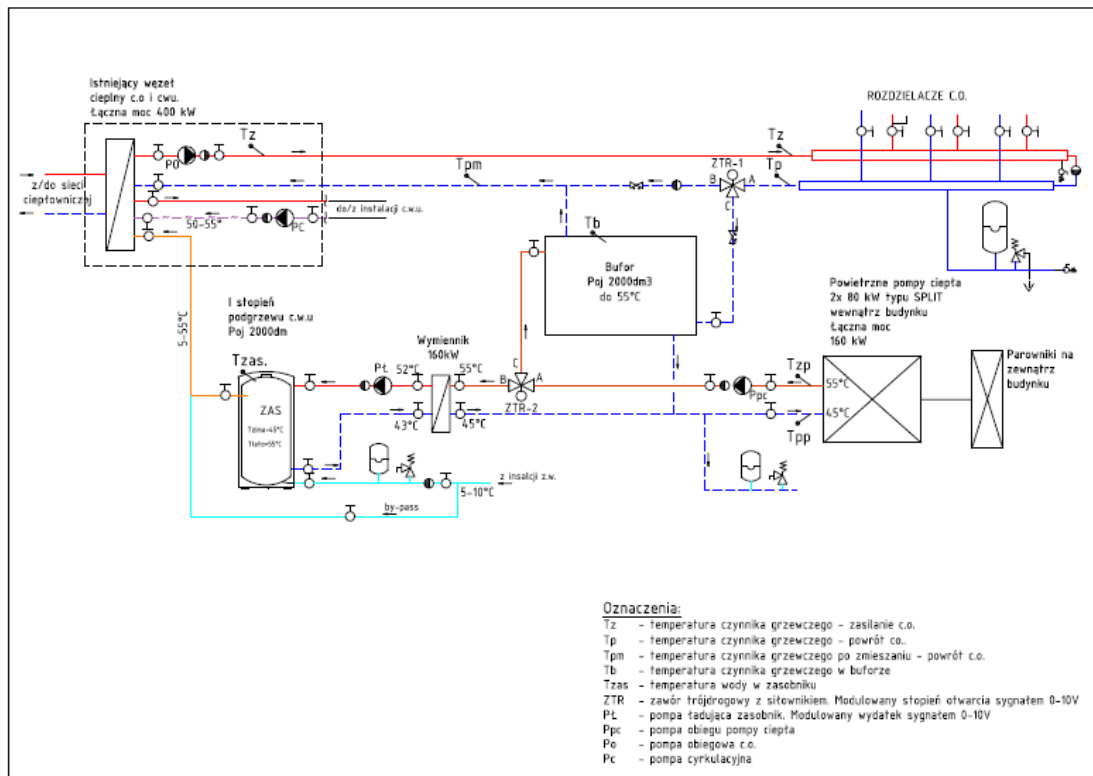 Istniejący węzeł
cieplny c.o i cwu.
Łączna moc 400 kW
ROZDZIELACZE C.O.
Tz
Tz
PO
Tpm
Tp
ZTR-1
B
A
C
z/do sieci
ciepłowniczej
do/z instalacji c.w.u.
50-55°
PC
Tb
Bufor
Poj 2000dm3
do 55°C
Powietrzne pompy ciepła
2x 80 kW typu SPLIT
wewnątrz budynku
Łączna moc
160 kW
I stopień
podgrzewu c.w.u
Poj 2000dm
5-55°C
Wymiennik
160kW
Parowniki na
zewnątrz
budynku
Tzas.
PŁ
52°C
55°C
C
B
A
ZTR-2
Tzp
Ppc
55°C
ZAS
Tzima=45°C
Tlato=55°C
43°C
45°C
45°C
Tpp
z insalcji z.w.
5-10°C
by-pass
Oznaczenia:
Tz - temperatura czynnika grzewczego - zasilanie c.o.
Tp - temperatura czynnika grzewczego - powrót co..
Tpm - temperatura czynnika grzewczego po zmieszaniu - powrót c.o.
Tb - temperatura czynnika grzewczego w buforze
Tzas - temperatura wody w zasobniku
ZTR - zawór trójdrogowy z siłownikiem. Modulowany stopień otwarcia sygnałem 0-10V
PŁ - pompa ładująca zasobnik. Modulowany wydatek sygnałem 0-10V
Ppc - pompa obiegu pompy ciepła
Po - pompa obiegowa c.o.
Pc - pompa cyrkulacyjna